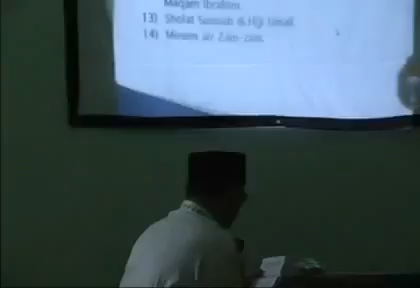 Maqam Ibrahim.
13) Sholat Sunnah di Hijr Ismail.
14) Minum air Zam-zam.